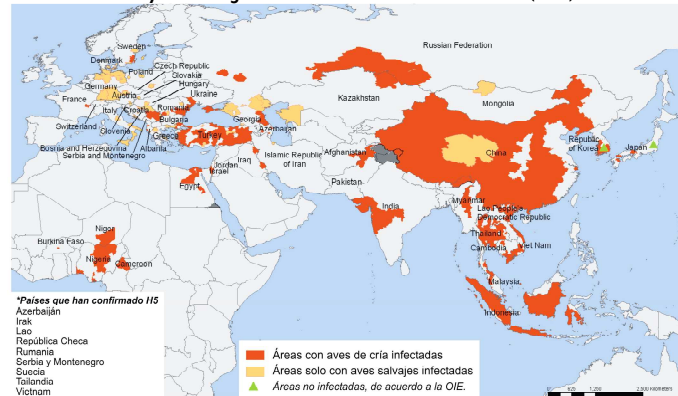 Sweden
Russian Federation
Denmark
Poland
Czech Republic
Slovakia
Hungary
Ukraine
Germany
Austria
France
Italy
Croatia
Romania
Bulgaria
Georgia
Azerbaijan
Kazakhstan
Mongolia
Switzerland
Slovenia
Greece
Turkey
Albania
Bosnia and Herzegovina
Serbia and Montenegro
Jordan
Israel
Iraq
Islamic Republic
of Iran
Afghanistan
Pakistan
China
Republic
of Korea
Japan
Egypt
India
Myanmar
Lao People's
Democratic Republic
Thailand
Cambodia
Viet Nam
Niger
Burkina Faso
Nigeria
Cameroon
Malaysia
Indonesia
*Países que han confirmado H5
Azerbaiján
Irak
Lao
República Checa
Rumania
Serbia y Montenegro
Suecia
Tailandia
Vietnam
Áreas con aves de cría infectadas
Áreas solo con aves salvajes infectadas
Áreas no infectadas, de acuerdo a la OIE.